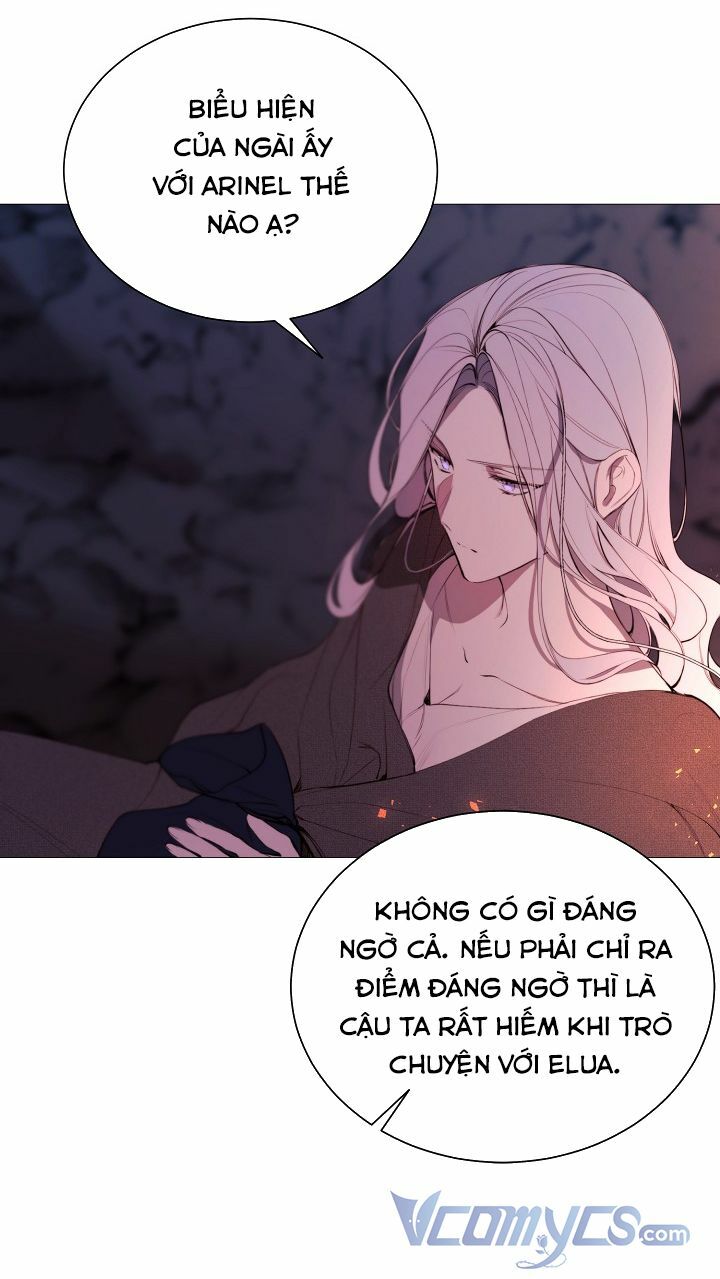 BIỂU HIỆN
CỦA NGÀI ẤY
VỚI ARINEL THẾ
NÀO Ạ?
KHÔNG CÓ GÌ ĐÁNG
NGỜ CẢ. NẾU PHẢI CHỈ RA
ĐIỂM ĐÁNG NGỜ THÌ LÀ
CẬU TA RẤT HIẾM KHI TRÒ
CHUYỆN VỚI ELUA.
VCOMYCS.com